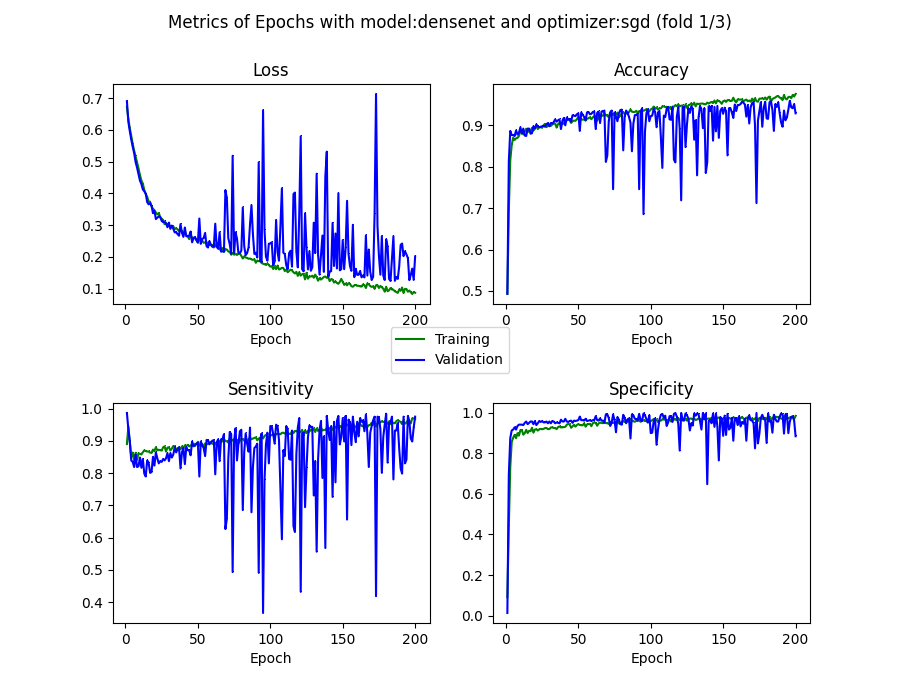 Metrics of Epochs with model:densenet and optimizer:sgd (fold 1/3)
Loss
0.7
0.6
0.5
0.4
0.3
0.2
0.1
0 50 100 150 200
Epoch
Accuracy
0.9
0.8
0.7
0.6
0.5
0 50 100 150 200
Epoch
Training
Validation
Sensitivity
1.0
0.9
0.8
0.7
0.6
0.5
0.4
0 50 100 150 200
Epoch
Specificity
1.0
0.8
0.6
0.4
0.2
0.0
0 50 100 150 200
Epoch